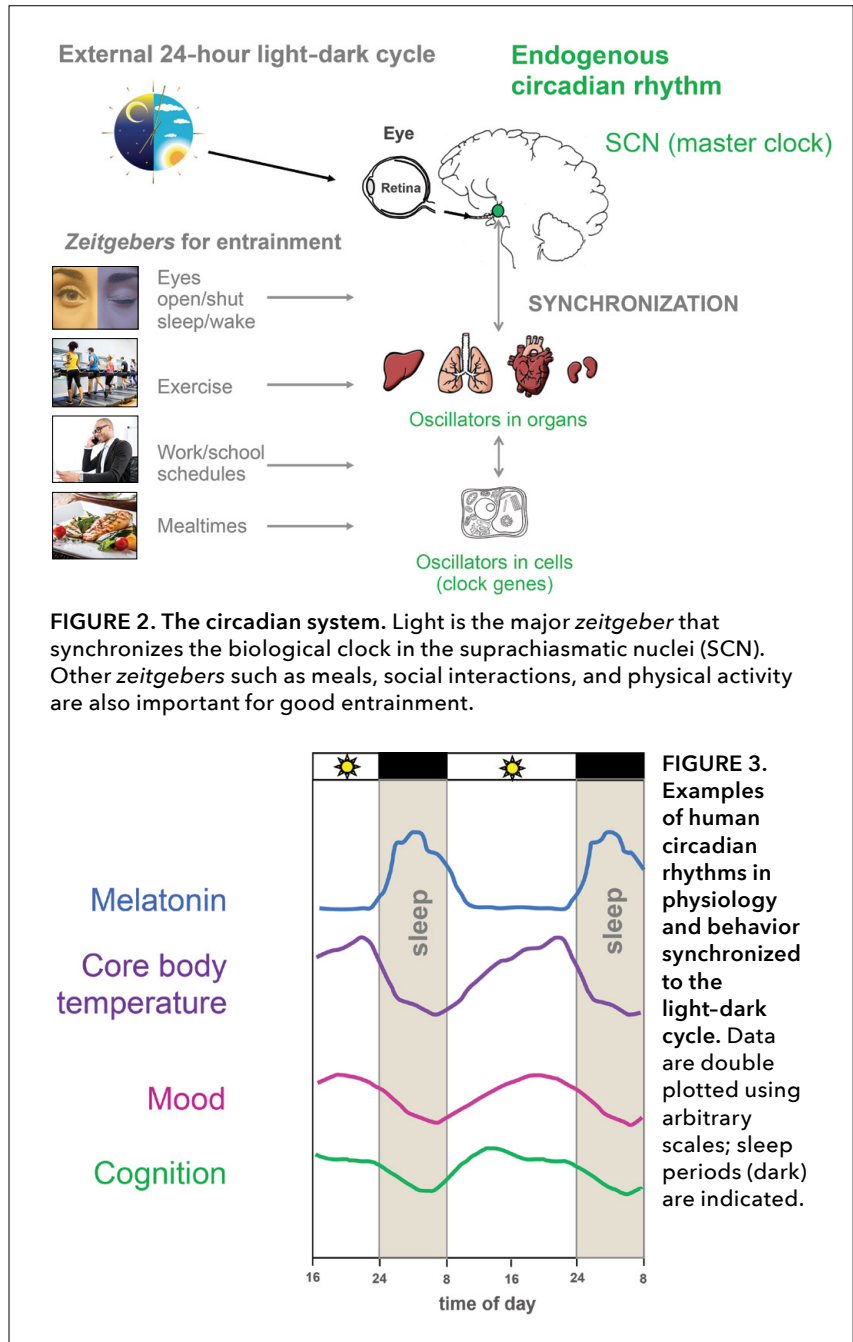 External 24-hour light-dark cycle
Endogenous
circadian rhythm
SCN (master clock)
Eye
Retina
Zeitgebers for entrainment
Eyes
open/shut
sleep/wake
SYNCHRONIZATION
Exercise
Oscillators in organs
Work/school
schedules
Mealtimes
Oscillators in cells
(clock genes)
FIGURE 2. The circadian system. Light is the major zeitgeber that
synchronizes the biological clock in the suprachiasmatic nuclei (SCN).
Other zeitgebers such as meals, social interactions, and physical activity
are also important for good entrainment.
Melatonin
Core body
temperature
Mood
Cognition
sleep
sleep
16
24
8
16
24
8
time of day
FIGURE 3.
Examples
of human
circadian
rhythms in
physiology
and behavior
synchronized
to the
light–dark
cycle. Data
are double
plotted using
arbitrary
scales; sleep
periods (dark)
are indicated.